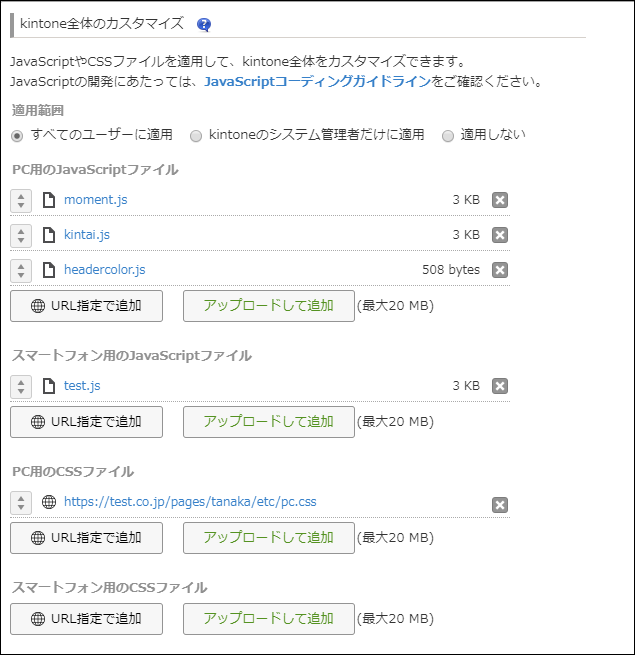 kintone全体のカスタマイズ ?
JavaScriptやCSSファイルを適用して、kintone全体をカスタマイズできます。
JavaScriptの開発にあたっては、JavaScriptコーディングガイドラインをご確認ください。
適用範囲
すべてのユーザーに適用 kintoneのシステム管理者だけに適用 適用しない
PC用のJavaScriptファイル
moment.js 3 KB
kintai.js 3 KB
headercolor.js 508 bytes
URL指定で追加 アップロードして追加 (最大20 MB)
スマートフォン用のJavaScriptファイル
test.js 3 KB
URL指定で追加 アップロードして追加 (最大20 MB)
PC用のCSSファイル
https://test.co.jp/pages/tanaka/etc/pc.css
URL指定で追加 アップロードして追加 (最大20 MB)
スマートフォン用のCSSファイル
URL指定で追加 アップロードして追加 (最大20 MB)